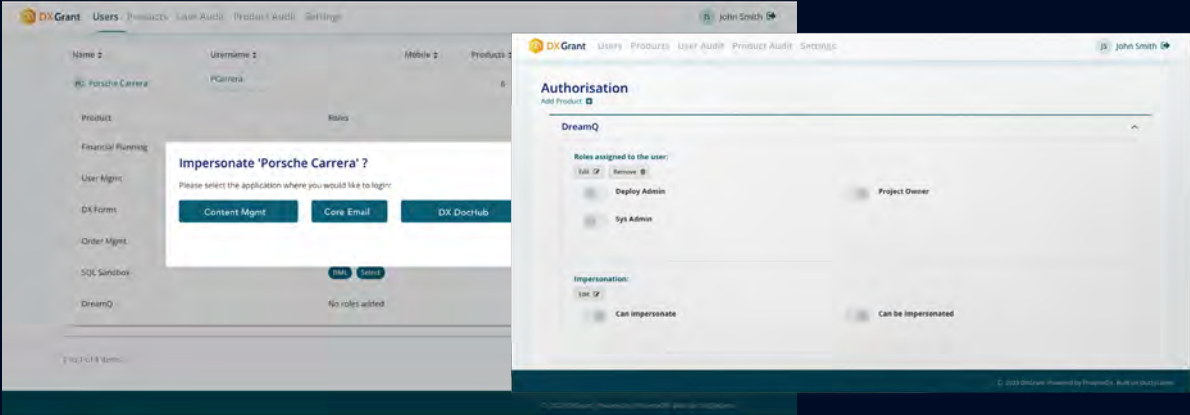 DXGrant Users Products User Audit Product Audit Settings
JS John Smith
Name Username Mobile Products
PC Porsche Carrera PCarrera 6
Product Roles
Financial Planning
User Mgmt
DX Forms
Order Mgmt
SQL Sandbox DML Select
DreamQ No roles added
Impersonate 'Porsche Carrera' ?
Please select the application where you would like to login:
Content Mgmt Core Email DX DocHub
DXGrant Users Products User Audit Product Audit Settings
JS John Smith
Authorisation
Add Product
DreamQ
Roles assigned to the user:
Edit Remove
Deploy Admin Project Owner
Sys Admin
Impersonation:
Edit
Can impersonate Can be impersonated